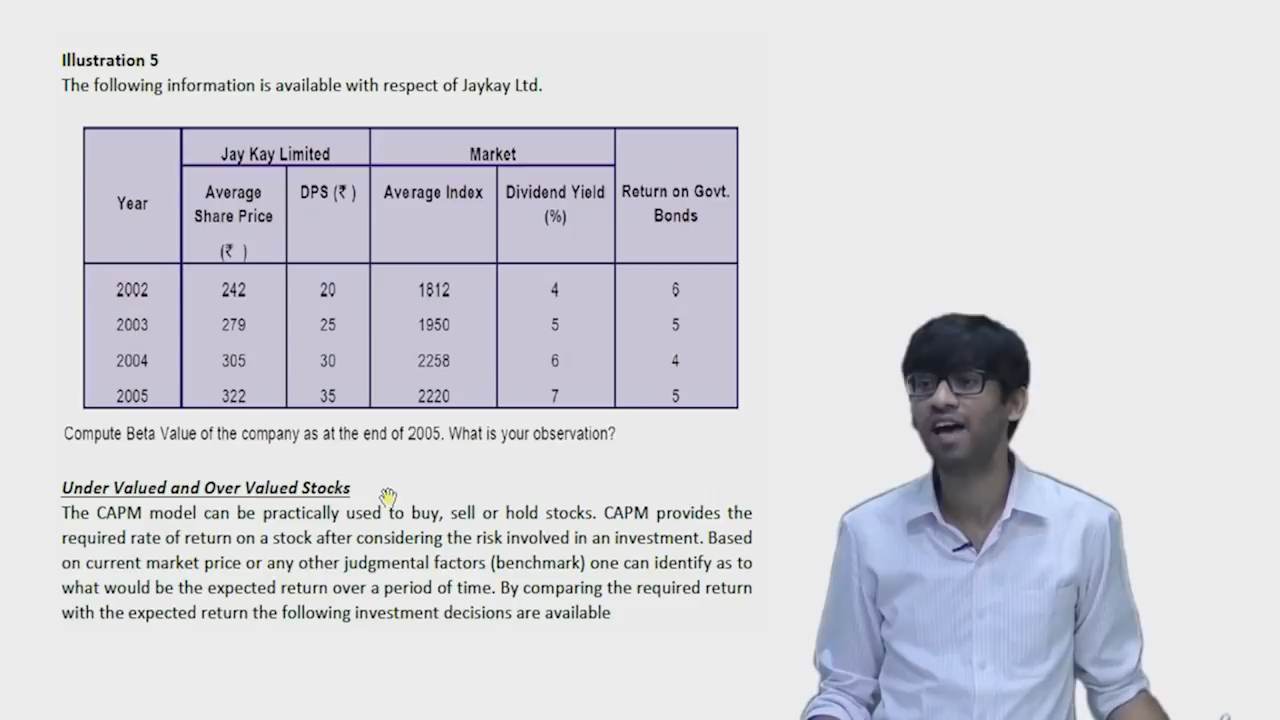 Illustration 5
The following information is available with respect of Jaykay Ltd.
Year
Jay Kay Limited
Market
Return on Govt. Bonds
Average Share Price (₹ )
DPS (₹ )
Average Index
Dividend Yield (%)
2002 242 20 1812 4 6
2003 279 25 1950 5 5
2004 305 30 2258 6 4
2005 322 35 2220 7 5
Compute Beta Value of the company as at the end of 2005. What is your observation?
Under Valued and Over Valued Stocks
The CAPM model can be practically used to buy, sell or hold stocks. CAPM provides the
required rate of return on a stock after considering the risk involved in an investment. Based
on current market price or any other judgmental factors (benchmark) one can identify as to
what would be the expected return over a period of time. By comparing the required return
with the expected return the following investment decisions are available